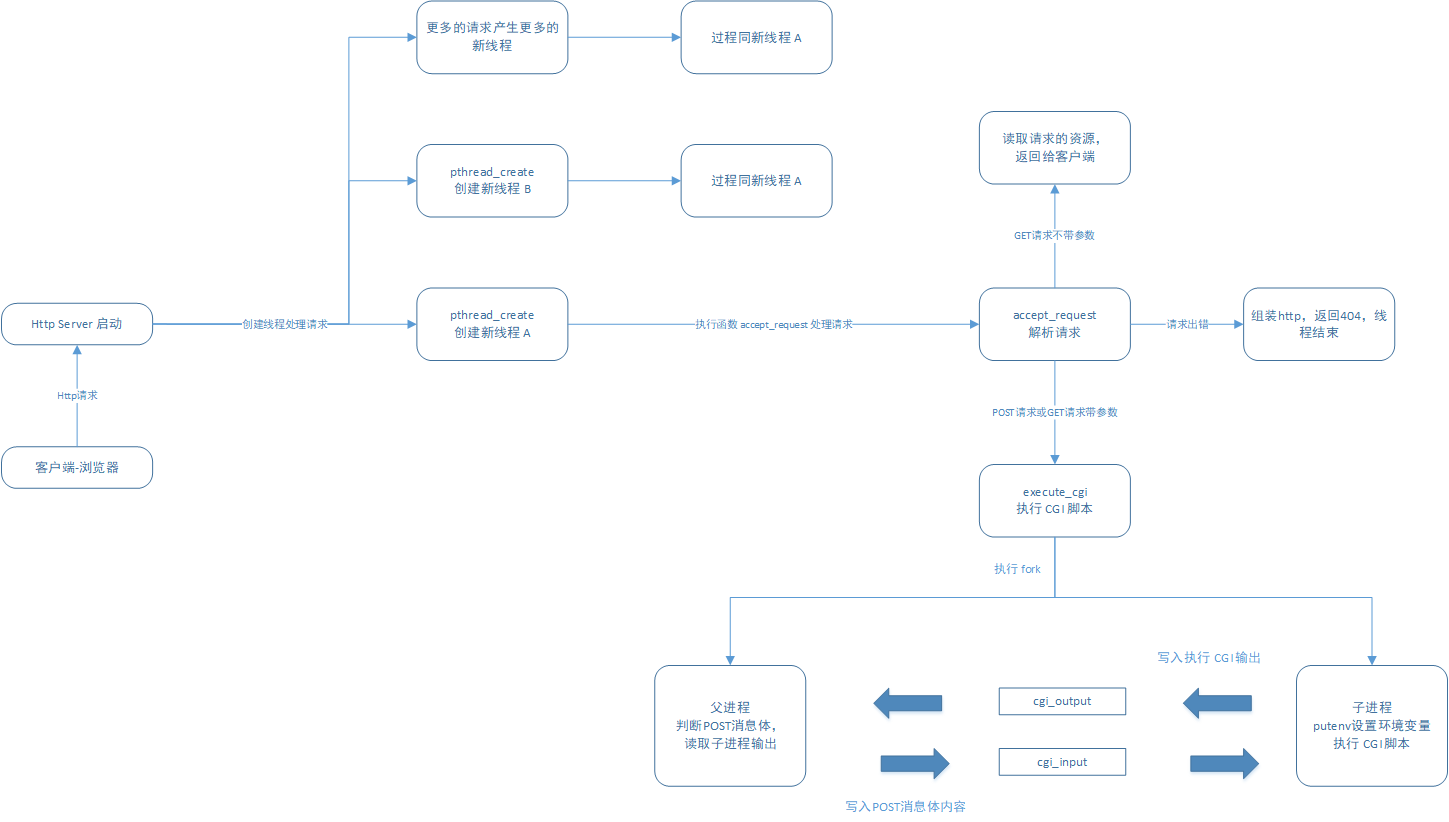 更多的请求产生更多的
新线程
过程同新线程 A
读取请求的资源，
返回给客户端
pthread_create
创建新线程 B
过程同新线程 A
GET请求不带参数
Http Server 启动
创建线程处理请求
pthread_create
创建新线程 A
执行函数 accept_request 处理请求
accept_request
解析请求
请求出错
组装http，返回404，线
程结束
Http请求
POST请求或GET请求带参数
客户端-浏览器
execute_cgi
执行 CGI 脚本
执行 fork
写入执行 CGI输出
父进程
判断POST消息体，
读取子进程输出
cgi_output
cgi_input
子进程
putenv设置环境变量
执行 CGI脚本
写入POST消息体内容